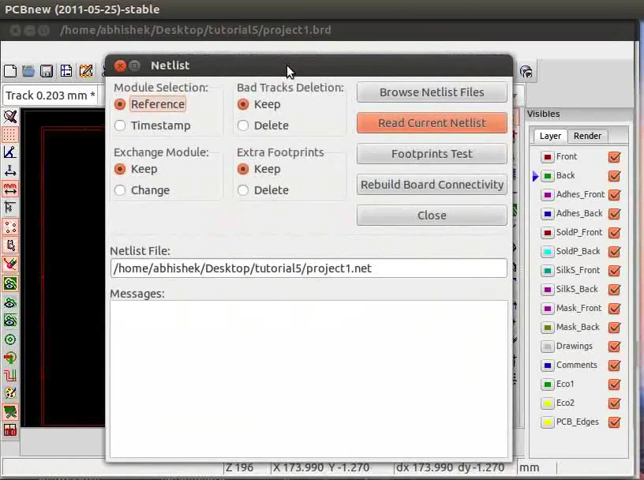 PCBnew (2011-05-25)-stable
/home/abhishek/Desktop/tutorial5/project1.brd
Netlist
Module Selection:
Reference
Timestamp
Bad Tracks Deletion:
Keep
Delete
Browse Netlist Files
Read Current Netlist
Exchange Module:
Keep
Change
Extra Footprints
Keep
Delete
Footprints Test
Rebuild Board Connectivity
Close
Netlist File:
/home/abhishek/Desktop/tutorial5/project1.net
Messages:
Track 0.203 mm *
Visibles
Layer Render
Front
Back
Adhes_Front
Adhes_Back
SoldP_Front
SoldP_Back
SilkS_Front
SilkS_Back
Mask_Front
Mask_Back
Drawings
Comments
Eco1
Eco2
PCB_Edges
mm
Z 196 X 173.990 Y -1.270 dx 173.990 dy -1.270 mm